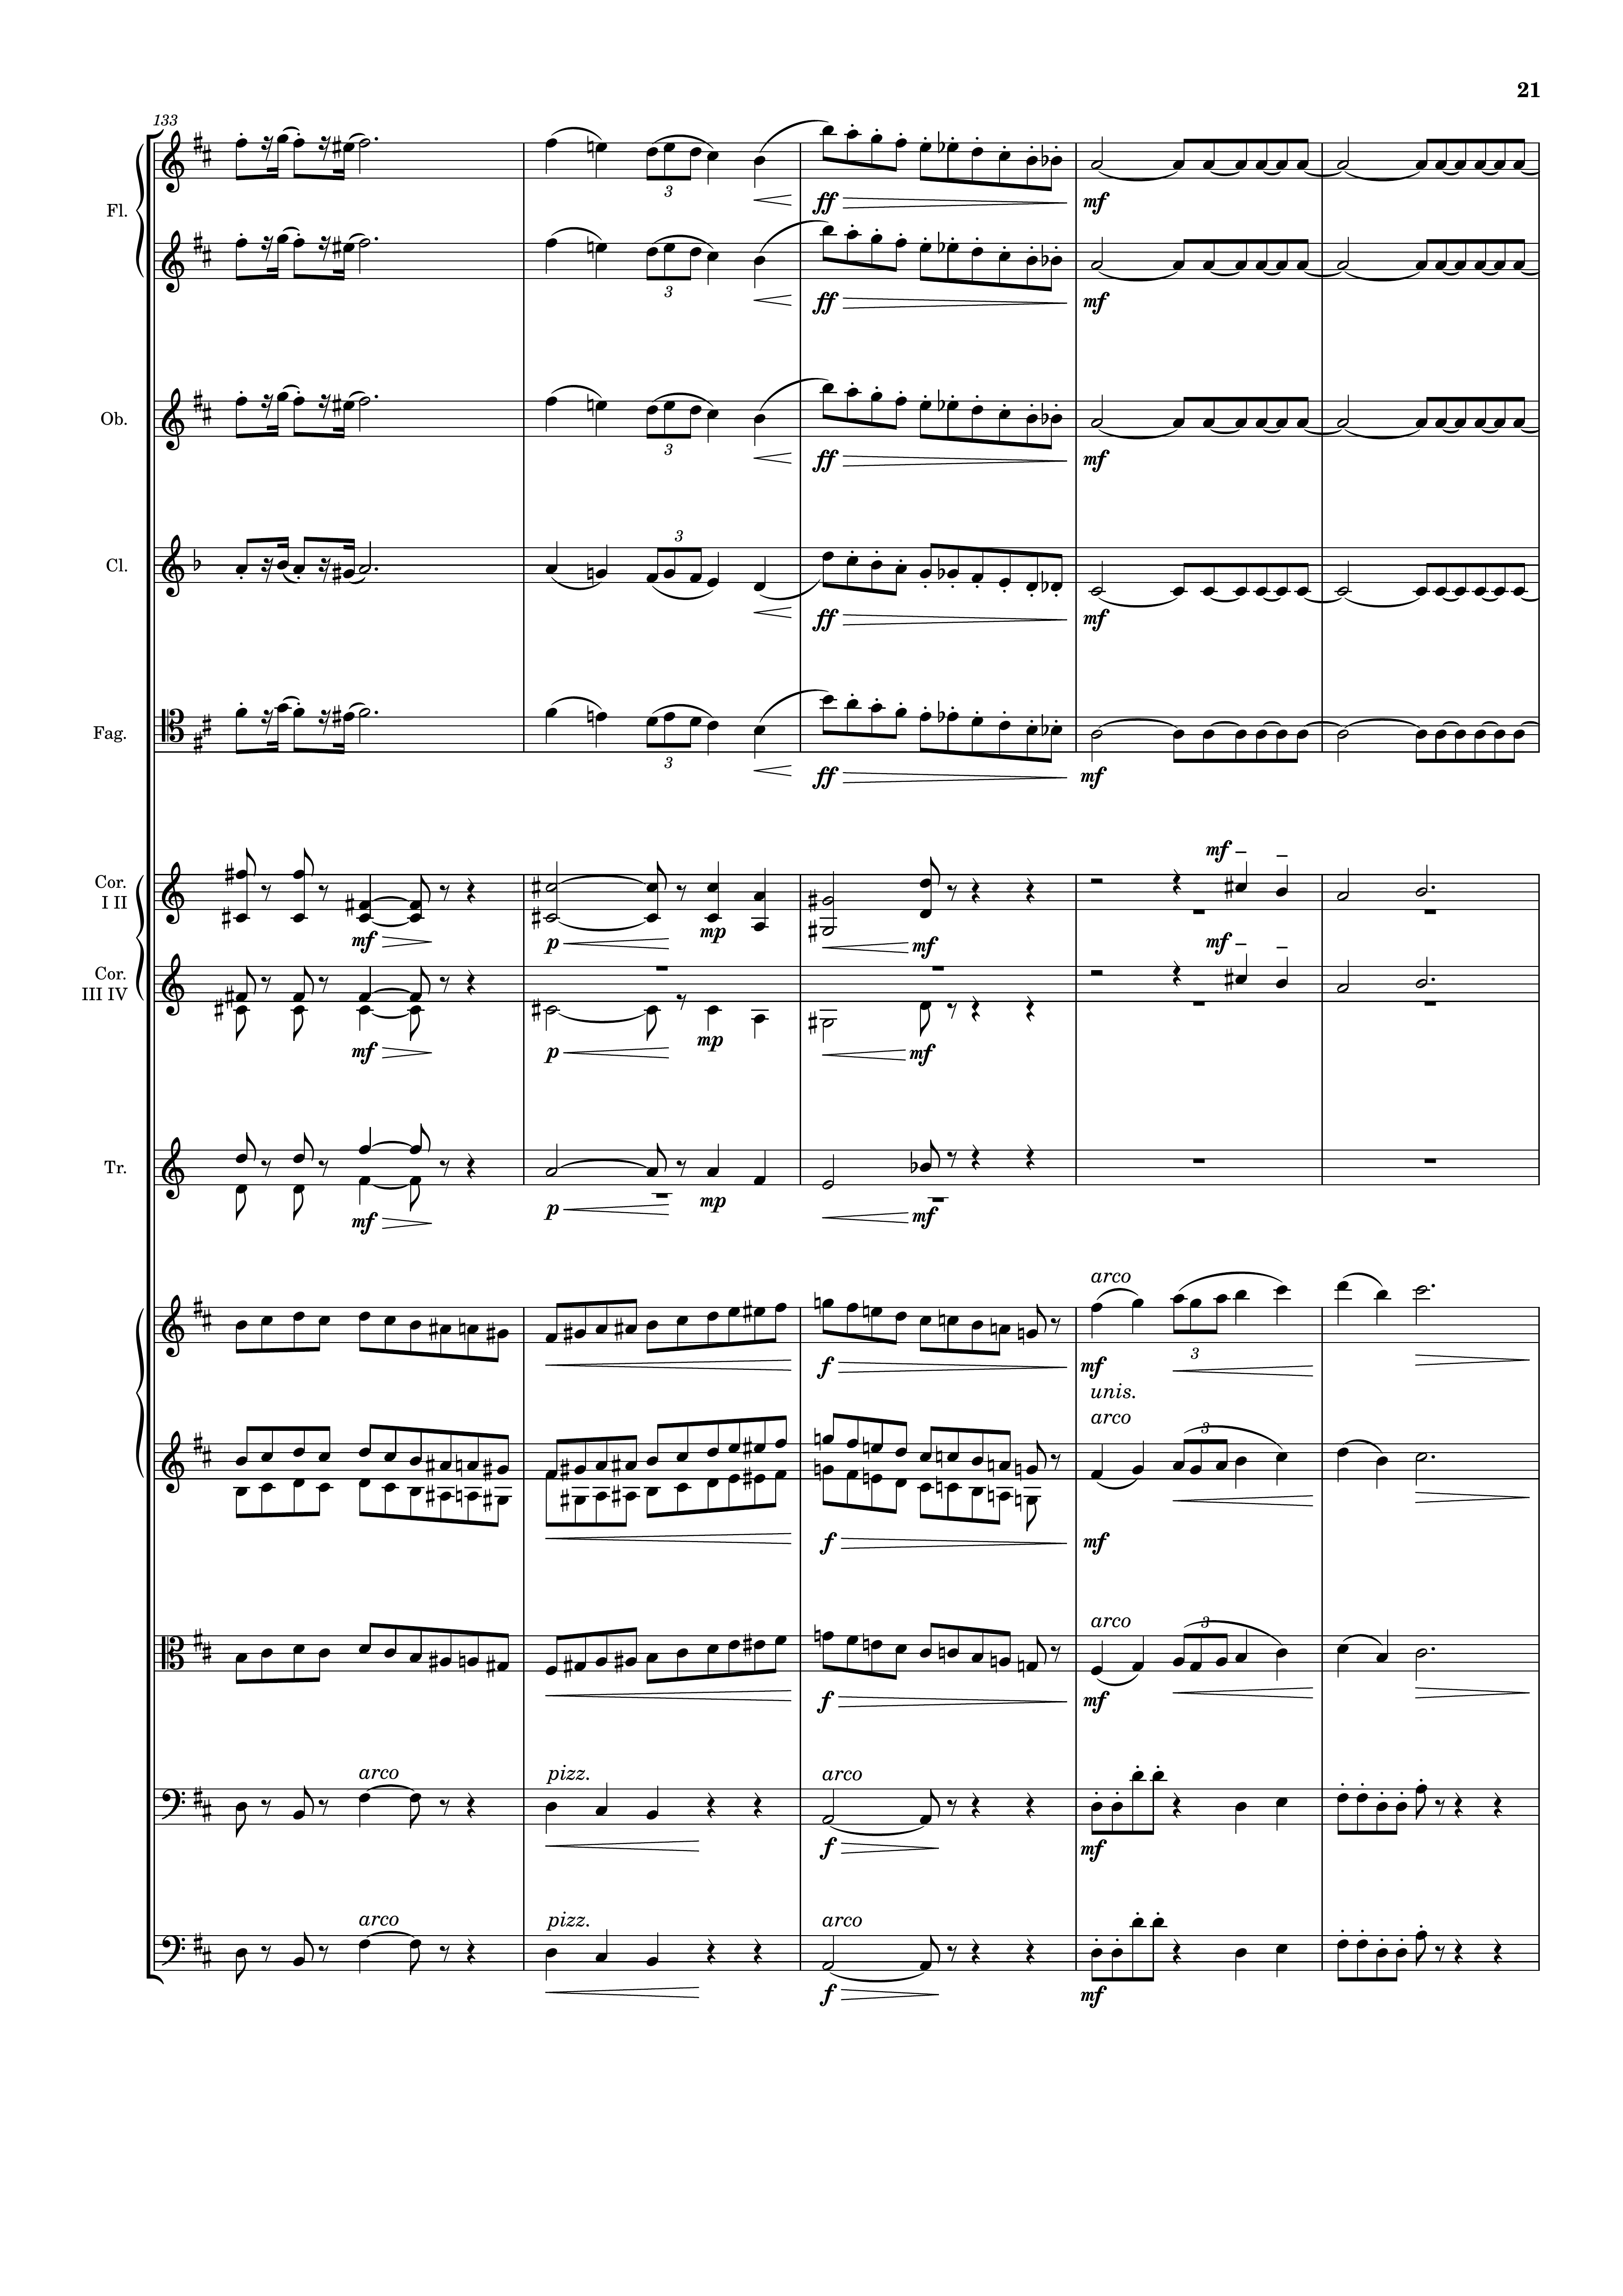 21
133
Fl.
3
mf
ff
3
mf
ff
Ob.
3
mf
ff
Cl.
3
mf
ff
Fag.
3
mf
ff
mf
Cor.
I II
mf
p
mp
mf
mf
Cor.
III IV
mf
p
mp
mf
Tr.
mf
p
mp
mf
arco
3
mf
f
unis.
arco
3
f
mf
arco
3
f
mf
arco
pizz.
arco
f
mf
arco
pizz.
arco
f
mf